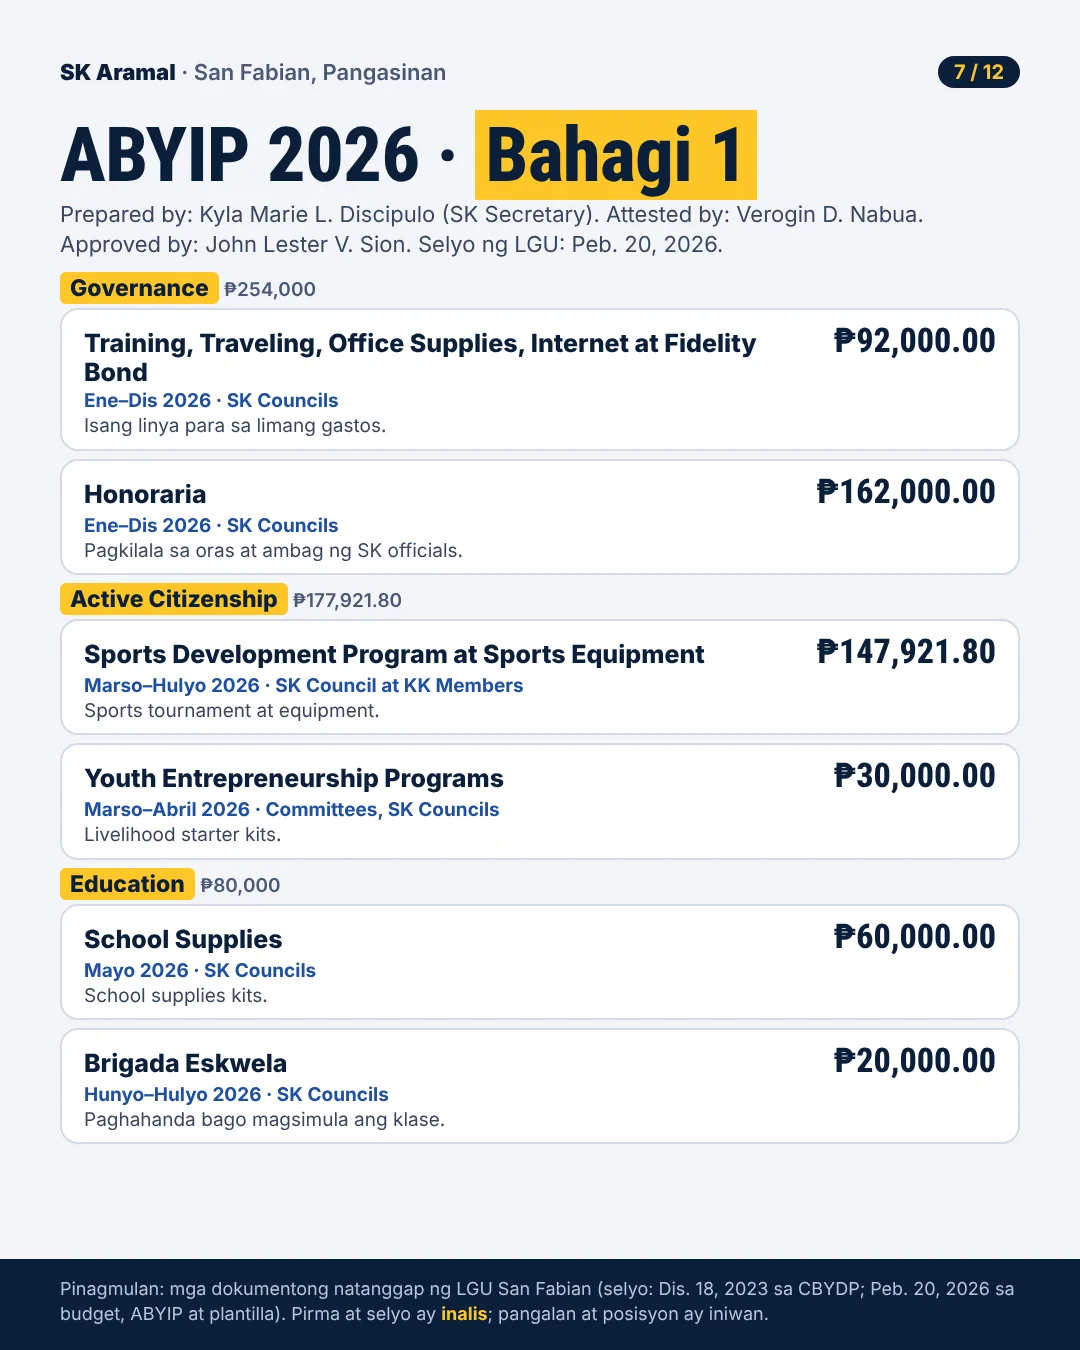 SK Aramal · San Fabian, Pangasinan
7 / 12
ABYIP 2026 · Bahagi 1
Prepared by: Kyla Marie L. Discipulo (SK Secretary). Attested by: Verogin D. Nabua.
Approved by: John Lester V. Sion. Selyo ng LGU: Peb. 20, 2026.
Governance ₱254,000
Training, Traveling, Office Supplies, Internet at Fidelity
Bond
₱92,000.00
Ene–Dis 2026 · SK Councils
Isang linya para sa limang gastos.
Honoraria
₱162,000.00
Ene–Dis 2026 · SK Councils
Pagkilala sa oras at ambag ng SK officials.
Active Citizenship ₱177,921.80
Sports Development Program at Sports Equipment
₱147,921.80
Marso–Hulyo 2026 · SK Council at KK Members
Sports tournament at equipment.
Youth Entrepreneurship Programs
₱30,000.00
Marso–Abril 2026 · Committees, SK Councils
Livelihood starter kits.
Education ₱80,000
School Supplies
₱60,000.00
Mayo 2026 · SK Councils
School supplies kits.
Brigada Eskwela
₱20,000.00
Hunyo–Hulyo 2026 · SK Councils
Paghahanda bago magsimula ang klase.
Pinagmulan: mga dokumentong natanggap ng LGU San Fabian (selyo: Dis. 18, 2023 sa CBYDP; Peb. 20, 2026 sa
budget, ABYIP at plantilla). Pirma at selyo ay inalis; pangalan at posisyon ay iniwan.